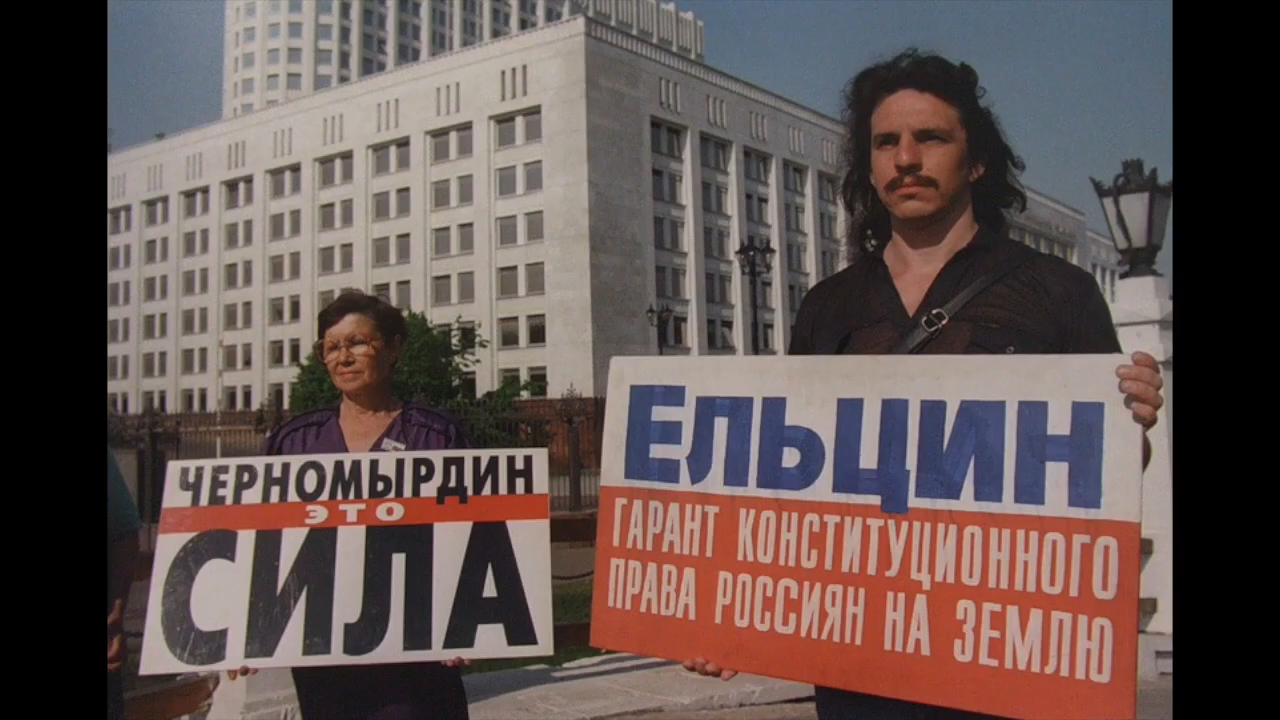 ЧЕРНОМЫРДИН
ЭТО
СИЛА
ЕЛЬЦИН
ГАРАНТ КОНСТИТУЦИОННОГО
ПРАВА РОССИЯН НА ЗЕМЛЮ